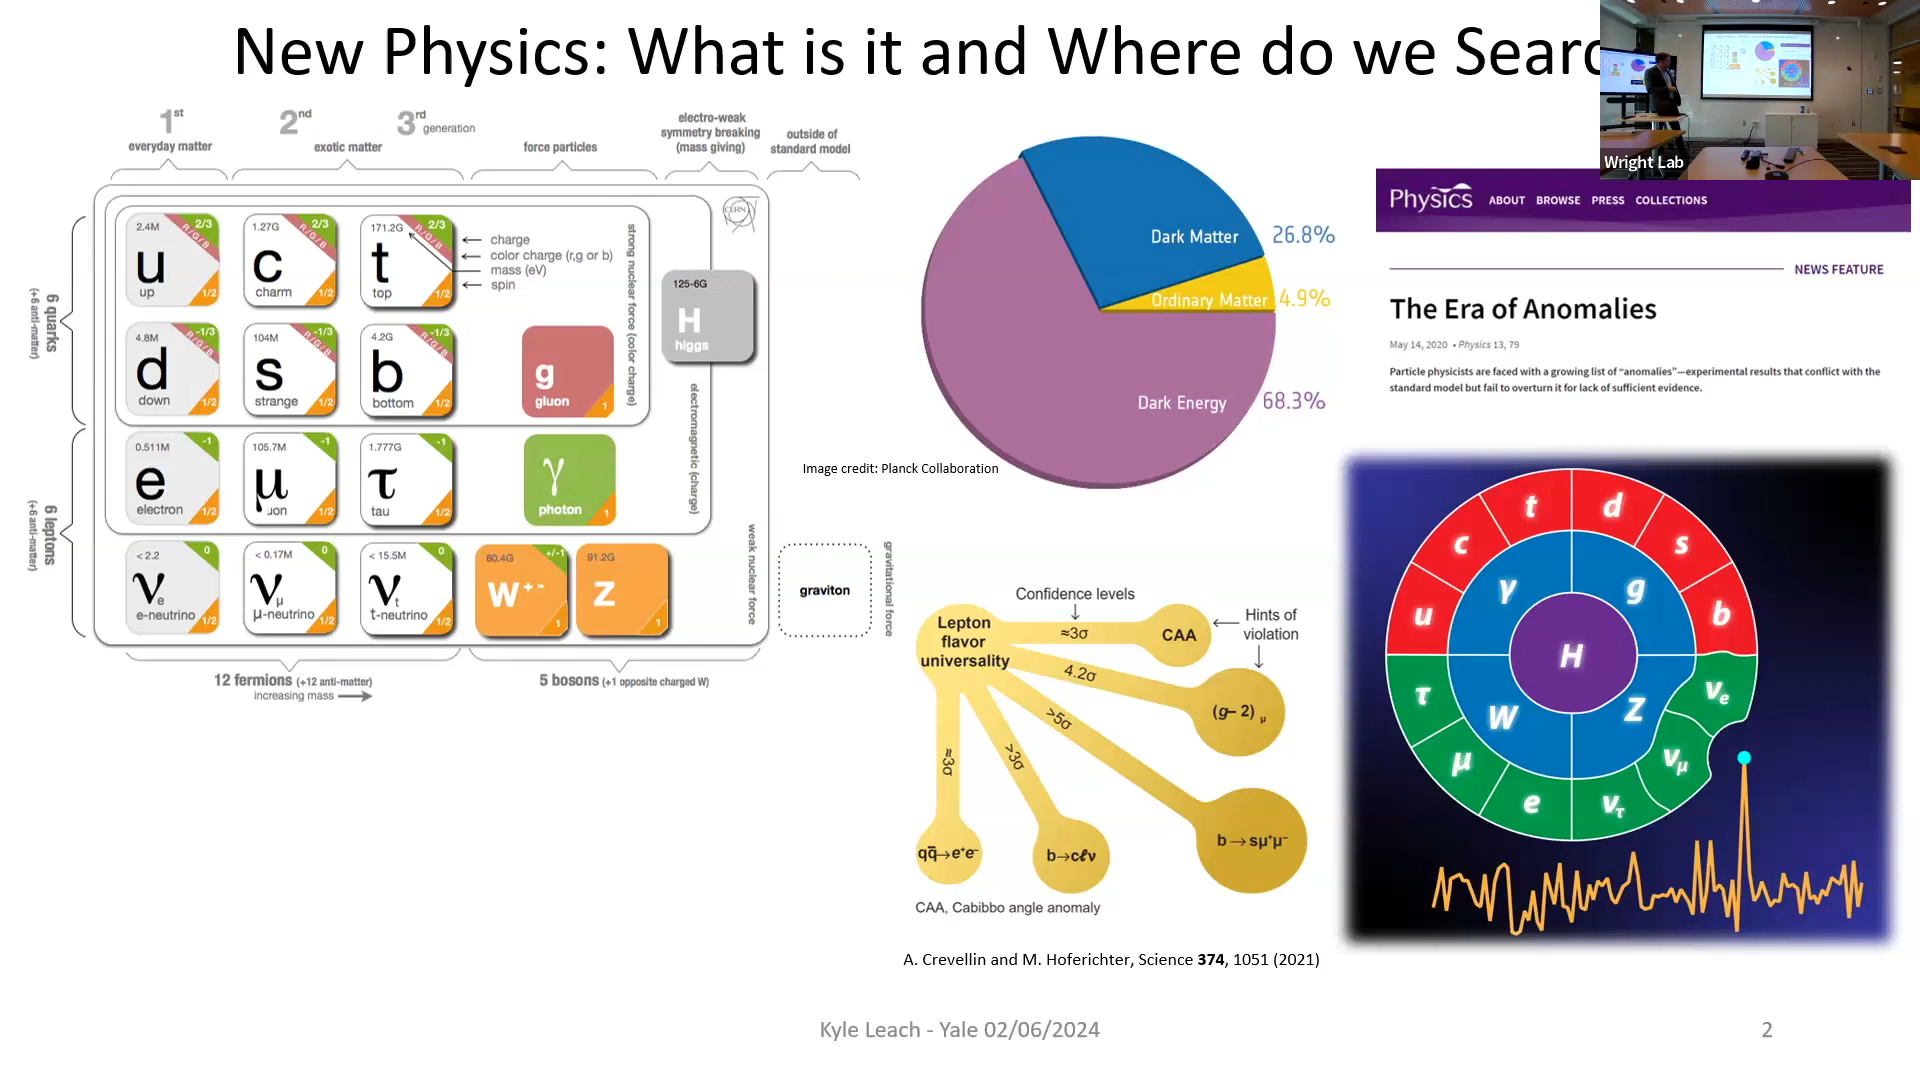 New Physics: What is it and Where do we Searc
Wright Lab
1st
everyday matter
2nd
3rd generation
exotic matter
force particles
electro-weak
symmetry breaking
(mass giving)
outside of
standard model
6 quarks
(+6 anti-matter)
6 leptons
(+6 anti-matter)
2.4M
2/3
R/G/B
u
up
1/2
1.27G
2/3
R/G/B
c
charm
1/2
171.2G
2/3
R/G/B
t
top
1/2
charge
color charge (r,g or b)
mass (eV)
spin
4.8M
-1/3
R/G/B
d
down
1/2
104M
-1/3
R/G/B
s
strange
1/2
4.2G
-1/3
R/G/B
b
bottom
1/2
g
gluon
1
strong nuclear force (color charge)
CERN
125-6G
H
higgs
0.511M
-1
e
electron
1/2
105.7M
-1
μ
uon
1/2
1.777G
-1
τ
tau
1/2
γ
photon
1
electromagnetic (charge)
< 2.2
0
νe
e-neutrino
1/2
< 0.17M
0
νμ
μ-neutrino
1/2
< 15.5M
0
νt
t-neutrino
1/2
80.4G
+/-1
W+-
1
91.2G
Z
1
weak nuclear force
graviton
gravitational force
12 fermions (+12 anti-matter)
increasing mass
5 bosons (+1 opposite charged W)
Dark Matter 26.8%
Ordinary Matter 4.9%
Dark Energy 68.3%
Image credit: Planck Collaboration
Physics ABOUT BROWSE PRESS COLLECTIONS
NEWS FEATURE
The Era of Anomalies
May 14, 2020 • Physics 13, 79
Particle physicists are faced with a growing list of “anomalies”—experimental results that conflict with the
standard model but fail to overturn it for lack of sufficient evidence.
Confidence levels
Hints of
violation
Lepton
flavor
universality
≈3σ
CAA
4.2σ
(g– 2) μ
>5σ
b→sμ⁺μ⁻
>3σ
b→cℓν
≈3σ
qq̄→e⁺e⁻
CAA, Cabibbo angle anomaly
A. Crevellin and M. Hoferichter, Science 374, 1051 (2021)
t
d
c
s
u
b
γ
g
H
W
Z
τ
νe
μ
νμ
e
ντ
Kyle Leach - Yale 02/06/2024
2